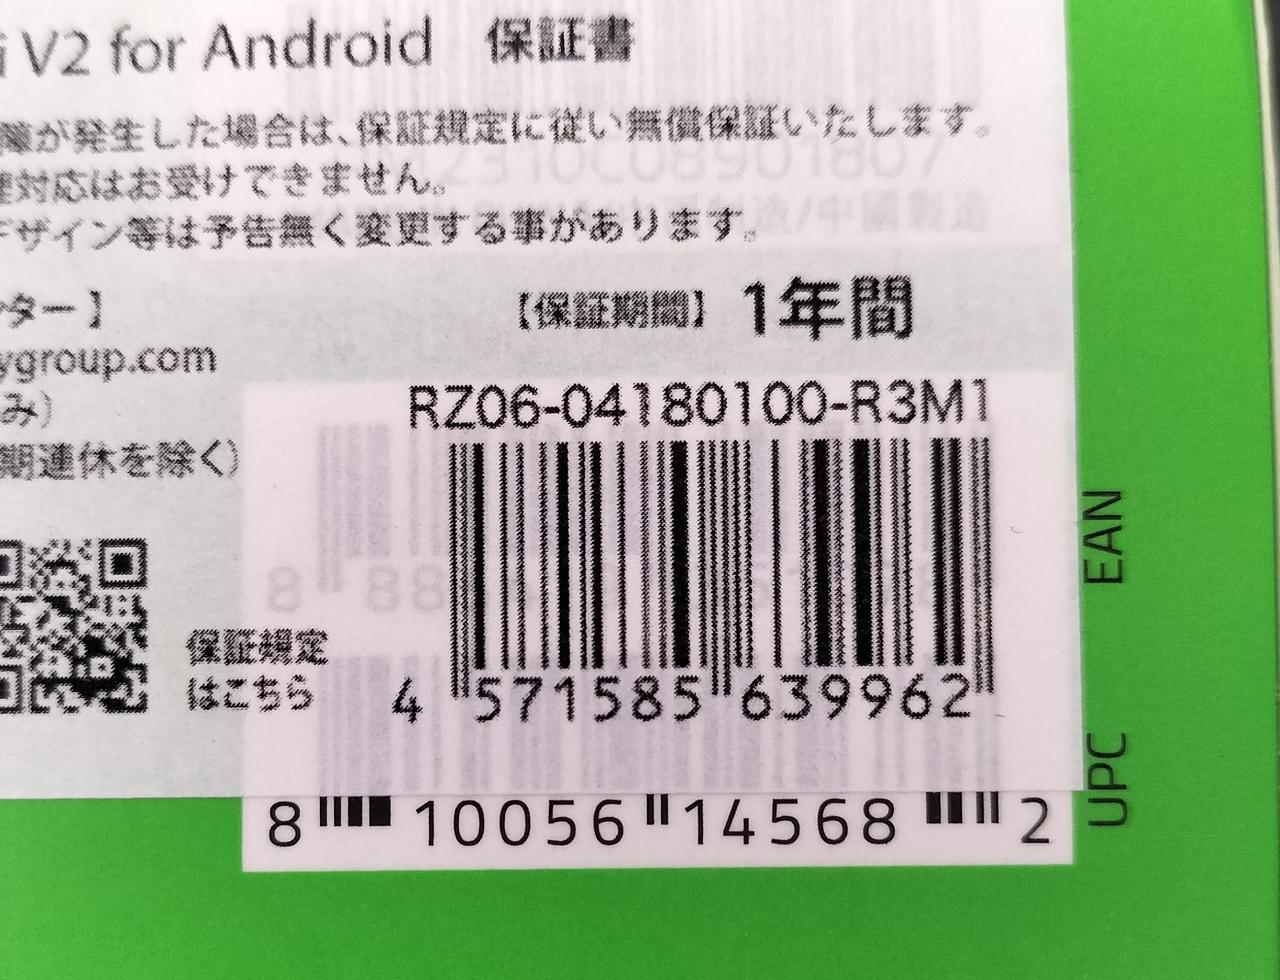 i V2 for Android 保証書
障が発生した場合は、保証規定に従い無償保証いたします。
対応はお受けできません。
デザイン等は予告無く変更する事があります。
ター】
【保証期間】 1年間
ygroup.com
み）
期連休を除く）
RZ06-04180100-R3M1
保証規定
はこちら
4 571585 639962
8 10056 14568 2
EAN
UPC